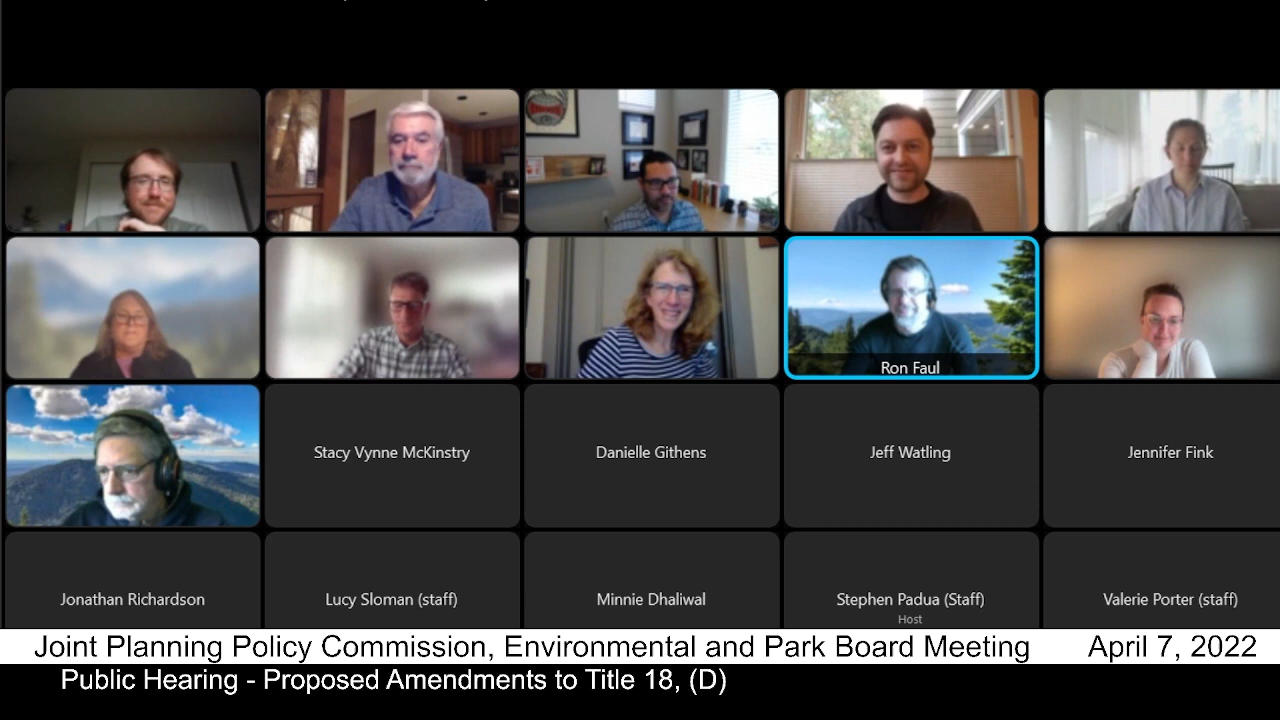 Ron Faul
Stacy Vynne McKinstry
Danielle Githens
Jeff Watling
Jennifer Fink
Jonathan Richardson
Lucy Sloman (staff)
Minnie Dhaliwal
Stephen Padua (Staff)
Host
Valerie Porter (staff)
Joint Planning Policy Commission, Environmental and Park Board Meeting April 7, 2022
Public Hearing - Proposed Amendments to Title 18, (D)